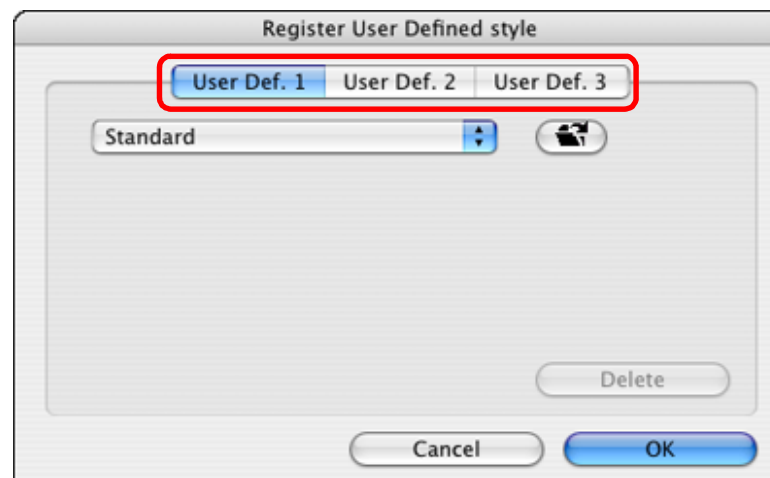 Register User Defined style
User Def. 1 User Def. 2 User Def. 3
Standard
Delete
Cancel OK